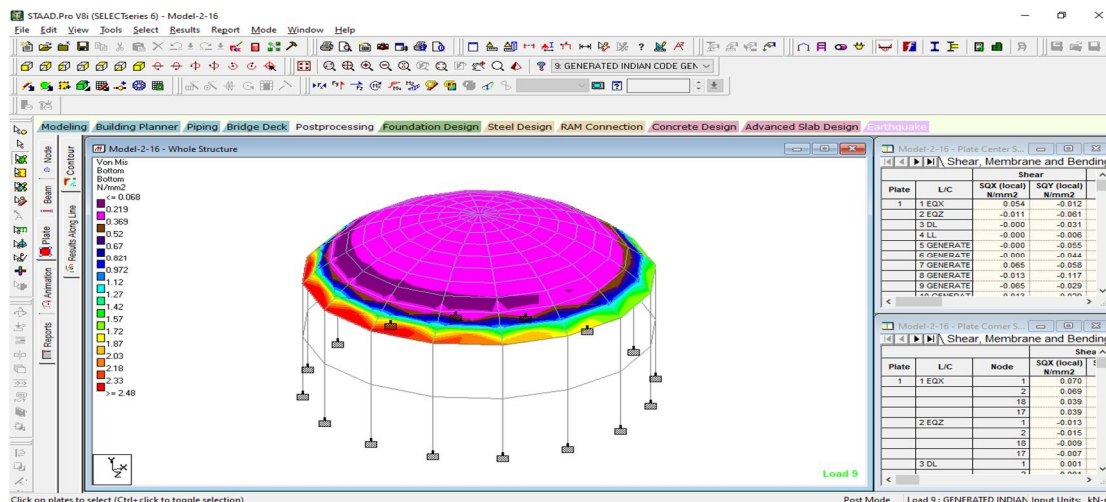 STAAD.Pro V8i (SELECTseries 6) - Model-2-16
File Edit View Tools Select Results Report Mode Window Help
9: GENERATED INDIAN CODE GEN
Modeling Building Planner Piping Bridge Deck Postprocessing Foundation Design Steel Design RAM Connection Concrete Design Advanced Slab Design Earthquake
Node
Beam
Plate
Animation
Reports
Contour
Results Along Line
Model-2-16 - Whole Structure
Von Mis
Bottom
Bottom
N/mm2
<= 0.068
0.219
0.369
0.52
0.67
0.821
0.972
1.12
1.27
1.42
1.57
1.72
1.87
2.03
2.18
2.33
>= 2.48
Y X
Z
Load 9
Model-2-16 - Plate Center S...
Shear, Membrane and Bending
Shear
Plate L/C SQX (local) N/mm2 SQY (local) N/mm2
1 1 EQX 0.054 -0.012
2 EQZ -0.011 -0.061
3 DL -0.000 -0.031
4 LL -0.000 -0.006
5 GENERATE -0.000 -0.055
6 GENERATE -0.000 -0.044
7 GENERATE 0.065 -0.058
8 GENERATE -0.013 -0.117
9 GENERATE -0.065 -0.029
Model-2-16 - Plate Corner S...
Shear, Membrane and Bending
Shea
Plate L/C Node SQX (local) N/mm2
1 1 EQX 1 0.070
2 0.069
18 0.039
17 0.039
2 EQZ 1 -0.013
2 -0.015
18 -0.009
17 -0.007
3 DL 1 0.001
Click on plates to select (Ctrl+click to toggle selection)
Post Mode Load 9 : GENERATED INDIAN Input Units: kN-